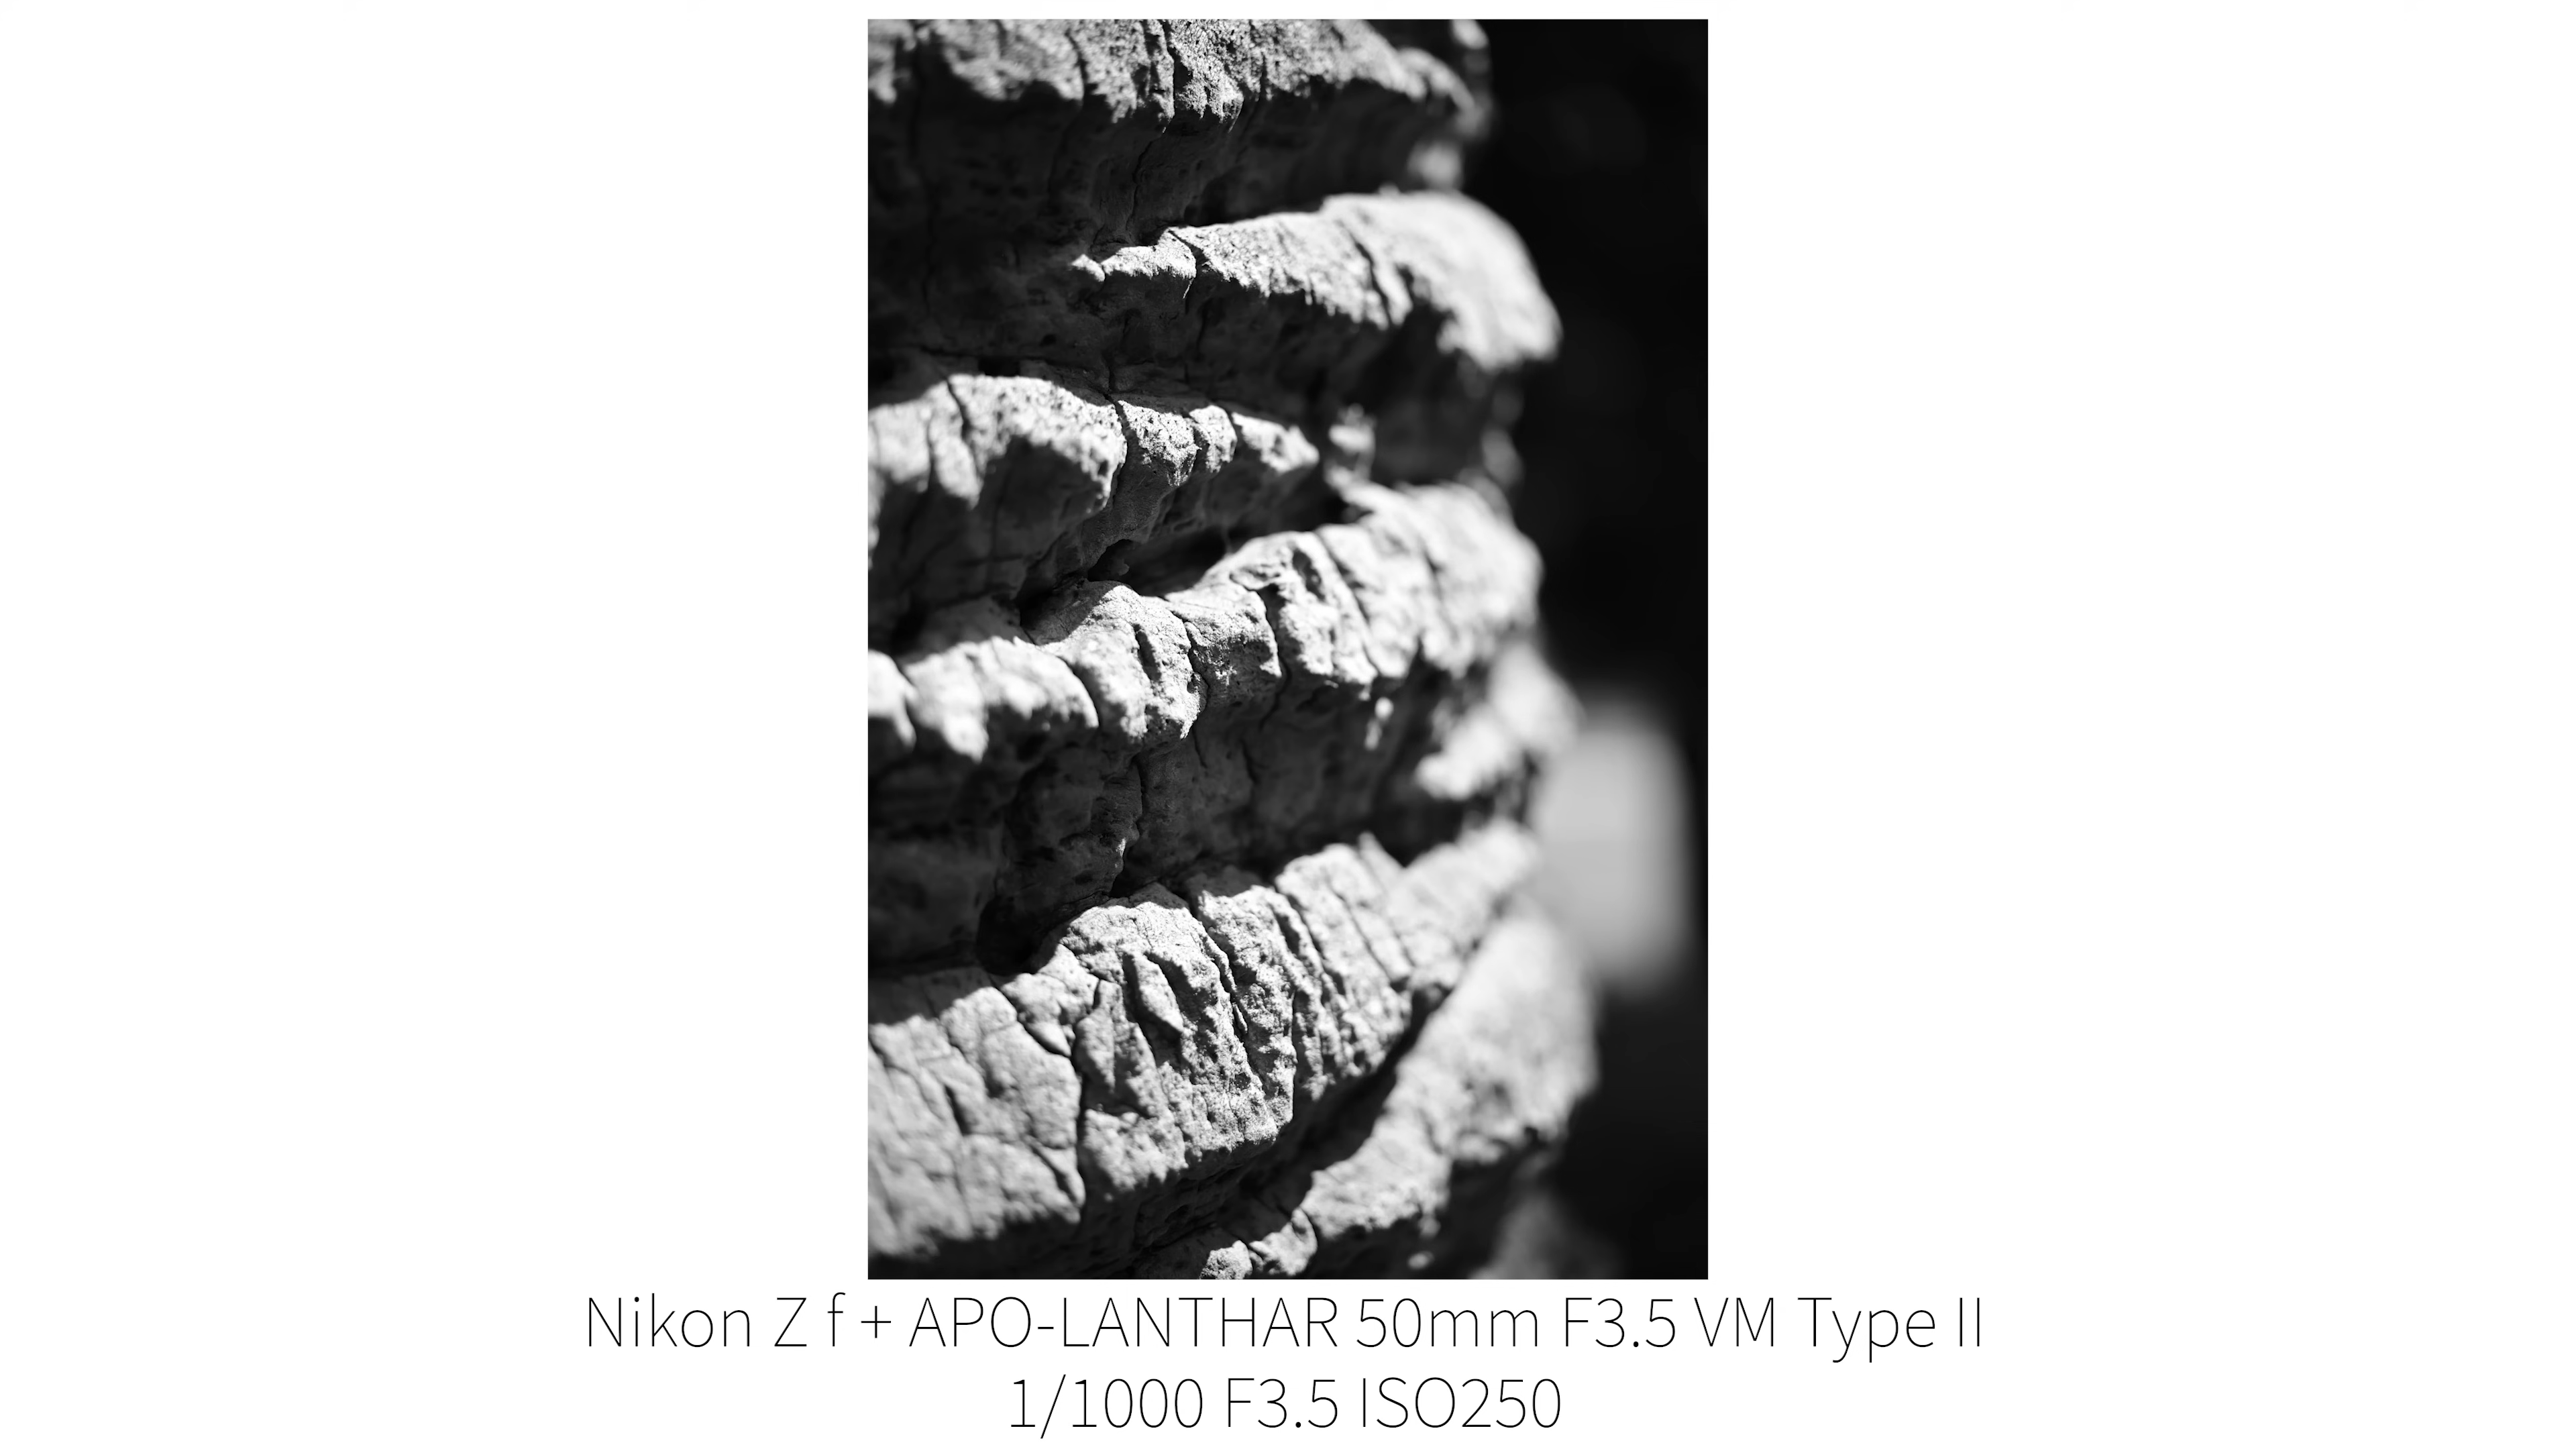 Nikon Z f + APO-LANTHAR 50mm F3.5 VM Type II
1/1000 F3.5 ISO250